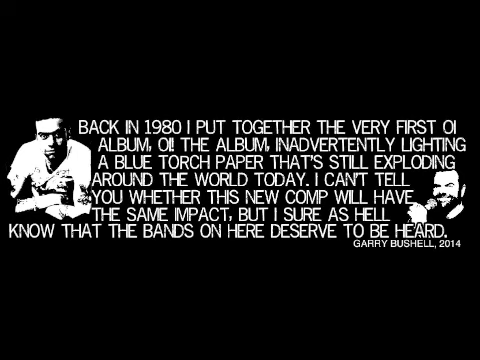 BACK IN 1980 I PUT TOGETHER THE VERY FIRST OI
ALBUM, OI! THE ALBUM, INADVERTENTLY LIGHTING
A BLUE TORCH PAPER THAT'S STILL EXPLODING
AROUND THE WORLD TODAY. I CAN'T TELL
YOU WHETHER THIS NEW COMP WILL HAVE
THE SAME IMPACT, BUT I SURE AS HELL
KNOW THAT THE BANDS ON HERE DESERVE TO BE HEARD.
GARRY BUSHELL, 2014